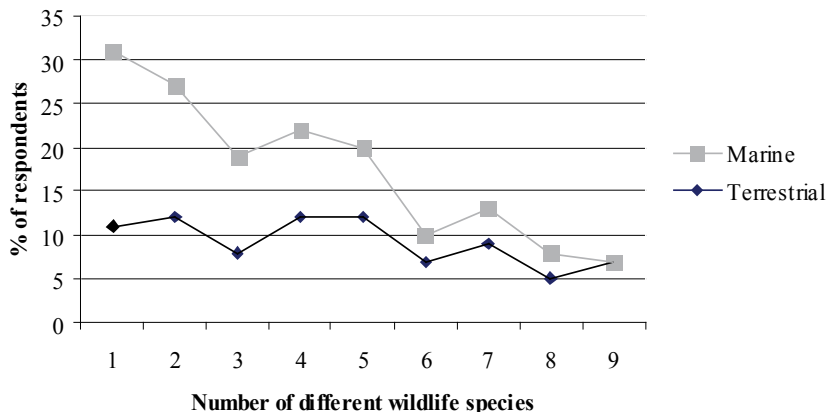 35
30
25
20
15
10
5
0
% of respondents
1 2 3 4 5 6 7 8 9
Number of different wildlife species
Marine
Terrestrial